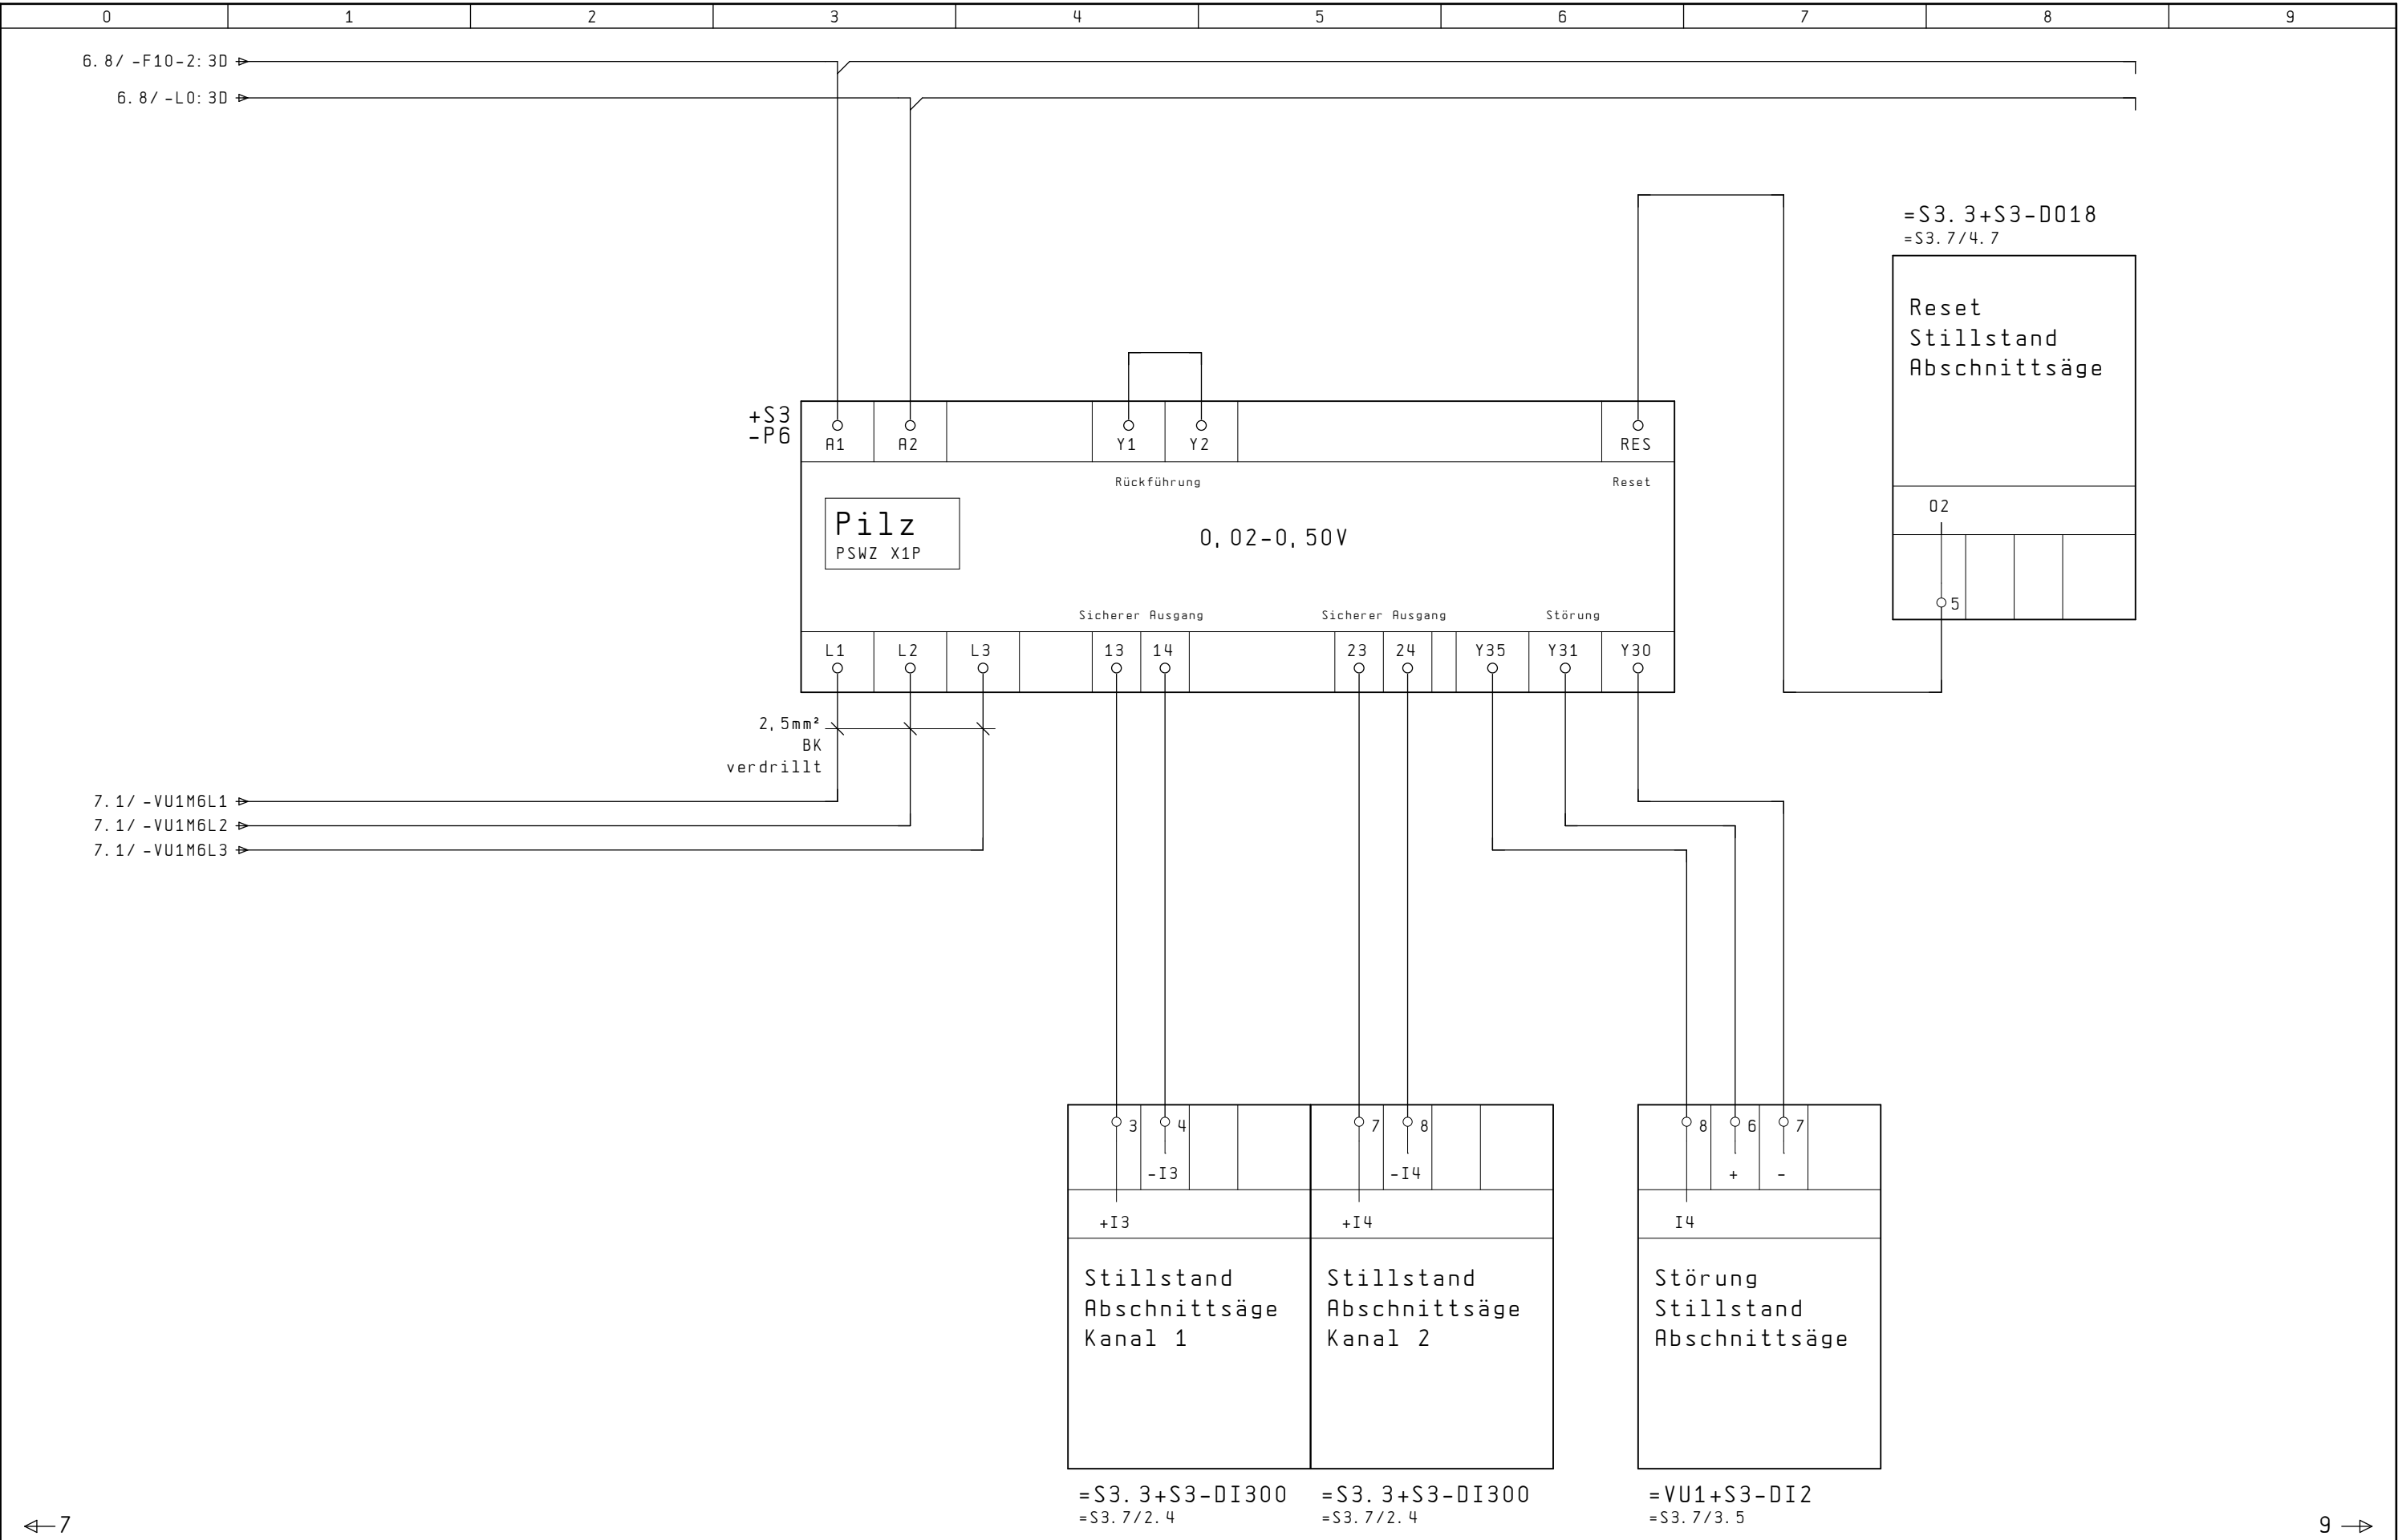 0 1 2 3 4 5 6 7 8 9
6.8/ -F10-2:3D
6.8/ -L0:3D
=S3.3+S3-DO18
=S3.7/4.7
Reset
Stillstand
Abschnittsäge
O2
5
+S3
-P6
A1 A2 Y1 Y2 RES
Rückführung Reset
Pilz
PSWZ X1P
0,02-0,50V
Sicherer Ausgang Sicherer Ausgang Störung
L1 L2 L3 13 14 23 24 Y35 Y31 Y30
2,5mm²
BK
verdrillt
7.1/ -VU1M6L1
7.1/ -VU1M6L2
7.1/ -VU1M6L3
3 4 7 8 8 6 7
-I3 -I4 + -
+I3 +I4 I4
Stillstand
Abschnittsäge
Kanal 1
Stillstand
Abschnittsäge
Kanal 2
Störung
Stillstand
Abschnittsäge
=S3.3+S3-DI300
=S3.7/2.4
=S3.3+S3-DI300
=S3.7/2.4
=VU1+S3-DI2
=S3.7/3.5
7
9